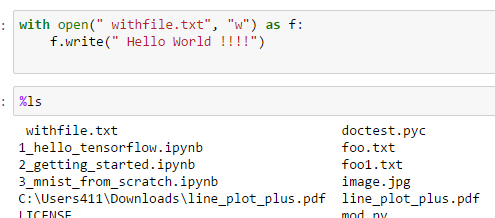 : with open(" withfile.txt", "w") as f:
f.write(" Hello World !!!!")
: %ls
withfile.txt doctest.pyc
1_hello_tensorflow.ipynb foo.txt
2_getting_started.ipynb foo1.txt
3_mnist_from_scratch.ipynb image.jpg
C:\Users411\Downloads\line_plot_plus.pdf line_plot_plus.pdf
LICENSE mod.py